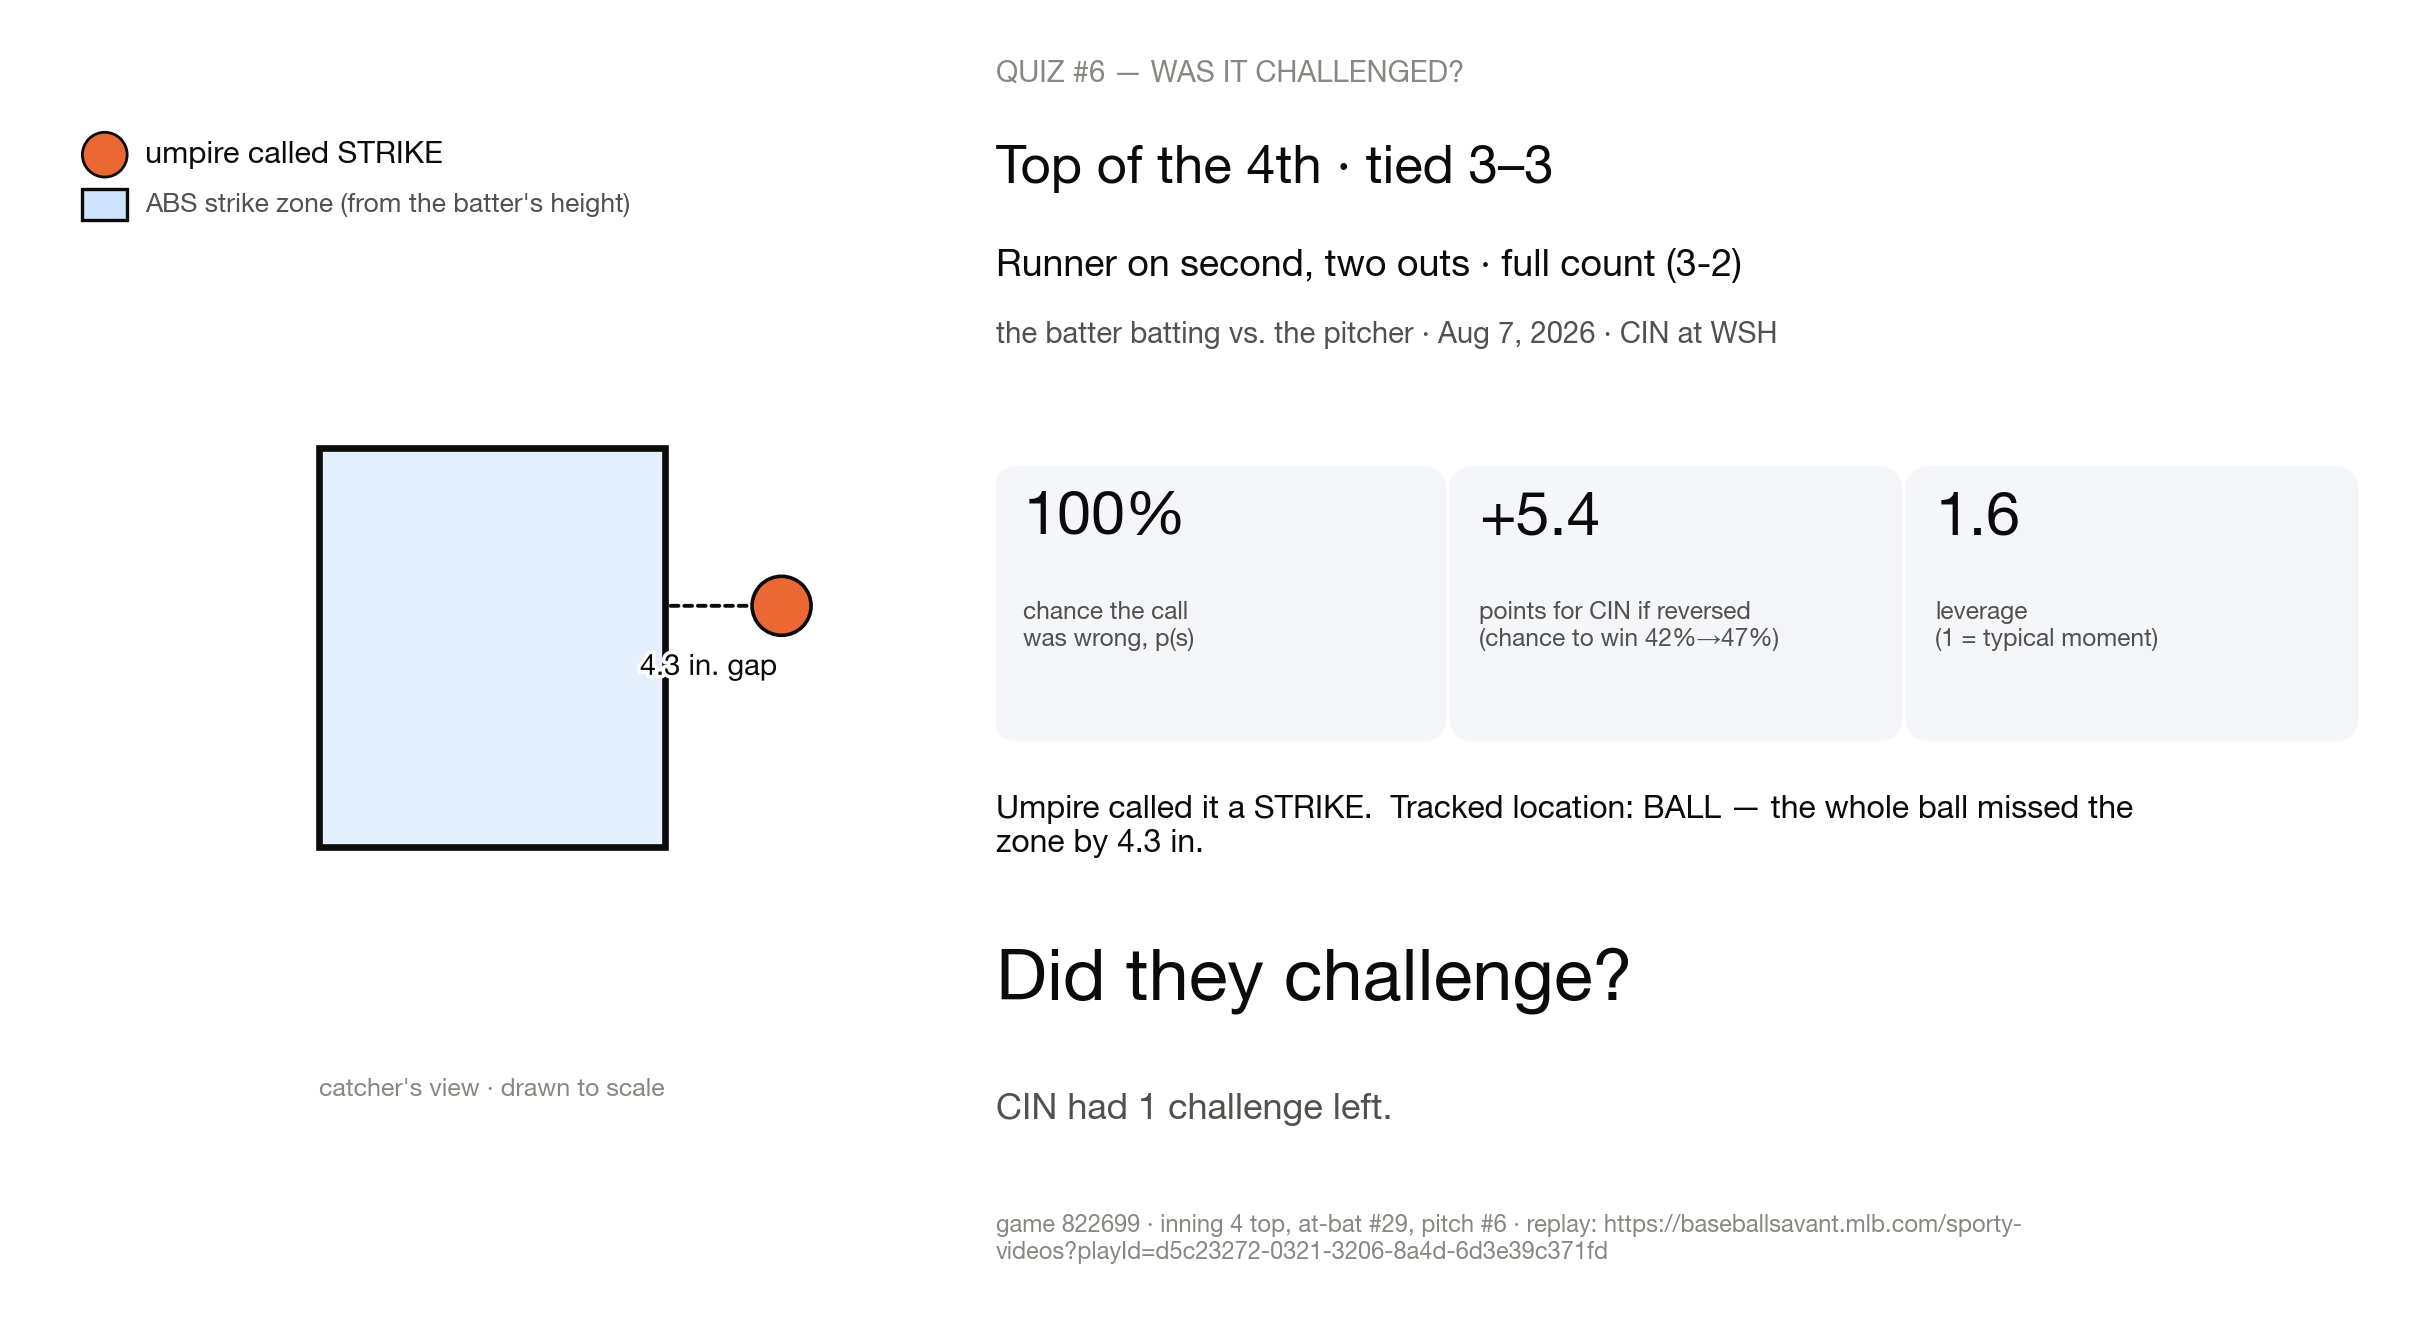 QUIZ #6 — WAS IT CHALLENGED?
umpire called STRIKE
ABS strike zone (from the batter's height)
Top of the 4th · tied 3–3
Runner on second, two outs · full count (3-2)
the batter batting vs. the pitcher · Aug 7, 2026 · CIN at WSH
4.3 in. gap
catcher's view · drawn to scale
100%
chance the call
was wrong, p(s)
+5.4
points for CIN if reversed
(chance to win 42%→47%)
1.6
leverage
(1 = typical moment)
Umpire called it a STRIKE.  Tracked location: BALL — the whole ball missed the
zone by 4.3 in.
Did they challenge?
CIN had 1 challenge left.
game 822699 · inning 4 top, at-bat #29, pitch #6 · replay: https://baseballsavant.mlb.com/sporty-
videos?playId=d5c23272-0321-3206-8a4d-6d3e39c371fd